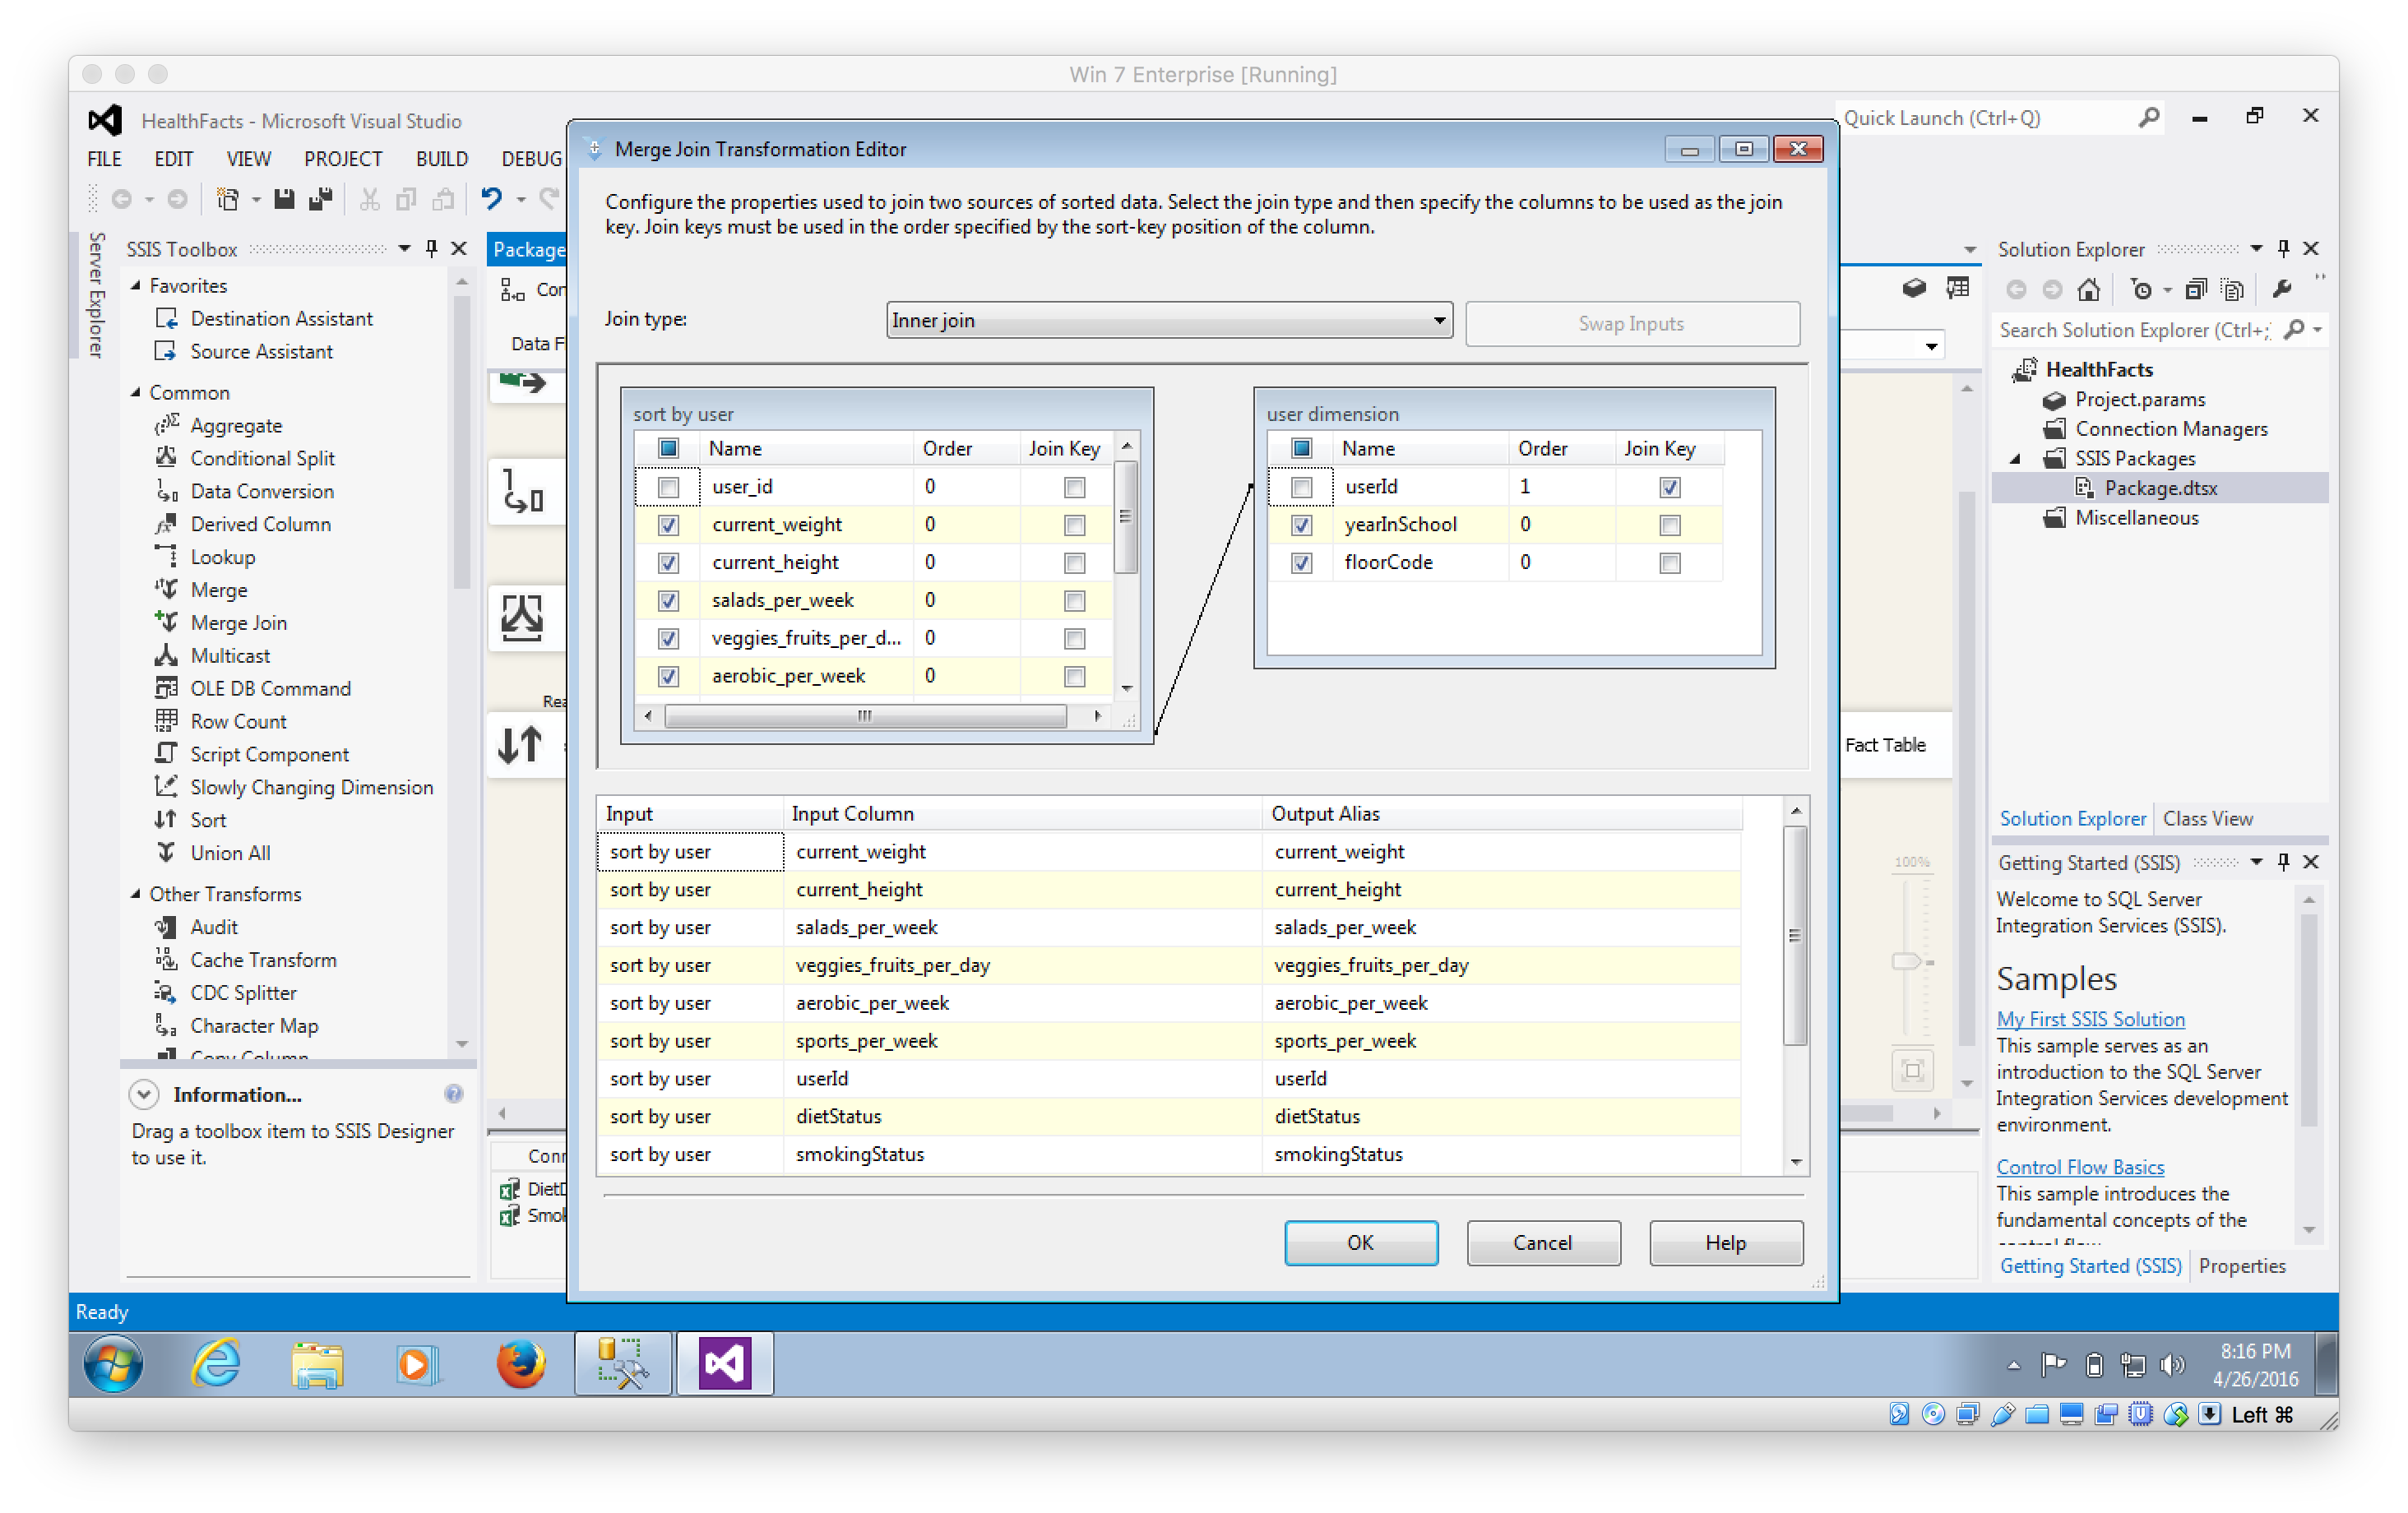 Win 7 Enterprise [Running]
HealthFacts - Microsoft Visual Studio
Quick Launch (Ctrl+Q)
FILE EDIT VIEW PROJECT BUILD DEBUG
Merge Join Transformation Editor
Configure the properties used to join two sources of sorted data. Select the join type and then specify the columns to be used as the join
key. Join keys must be used in the order specified by the sort-key position of the column.
Join type:
Inner join
Swap Inputs
sort by user
Name Order Join Key
user_id 0
current_weight 0
current_height 0
salads_per_week 0
veggies_fruits_per_d... 0
aerobic_per_week 0
user dimension
Name Order Join Key
userId 1
yearInSchool 0
floorCode 0
Input Input Column Output Alias
sort by user current_weight current_weight
sort by user current_height current_height
sort by user salads_per_week salads_per_week
sort by user veggies_fruits_per_day veggies_fruits_per_day
sort by user aerobic_per_week aerobic_per_week
sort by user sports_per_week sports_per_week
sort by user userId userId
sort by user dietStatus dietStatus
sort by user smokingStatus smokingStatus
OK Cancel Help
Server Explorer
SSIS Toolbox
Favorites
Destination Assistant
Source Assistant
Common
Aggregate
Conditional Split
Data Conversion
Derived Column
Lookup
Merge
Merge Join
Multicast
OLE DB Command
Row Count
Script Component
Slowly Changing Dimension
Sort
Union All
Other Transforms
Audit
Cache Transform
CDC Splitter
Character Map
Copy Column
Information...
Drag a toolbox item to SSIS Designer
to use it.
Package
Con
Data F
Rea
Conn
DietD
Smok
Fact Table
100%
Solution Explorer
Search Solution Explorer (Ctrl+;
HealthFacts
Project.params
Connection Managers
SSIS Packages
Package.dtsx
Miscellaneous
Solution Explorer Class View
Getting Started (SSIS)
Welcome to SQL Server
Integration Services (SSIS).
Samples
My First SSIS Solution
This sample serves as an
introduction to the SQL Server
Integration Services development
environment.
Control Flow Basics
This sample introduces the
fundamental concepts of the
control flow
Getting Started (SSIS) Properties
Ready
8:16 PM
4/26/2016
Left ⌘